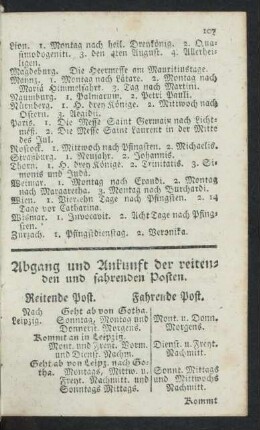 107
Lion. 1. Montag nach heil. Dreykönig. 2. Qua-
simodogeniti. 3. den 4ten August. 4. Allerhei-
ligen.
Magdeburg. Die Heermesse am Mauritiustage.
Maynz. 1. Montag nach Lätare. 2. Montag nach
Mariä Himmelfahrt. 3. Tag nach Martini.
Naumburg. 1. Palmarum. 2. Petri Pauli.
Nürnberg. 1. H. drey Könige. 2. Mittwoch nach
Ostern. 3. Aegidii.
Paris. 1. Die Messe Saint Germain nach Licht-
meß. 2. Die Messe Saint Laurent in der Mitte
des Jul.
Rostock. 1. Mittwoch nach Pfingsten. 2. Michaelis.
Straßburg. 1. Neujahr. 2. Johannis.
Thorn. 1. H. drey Könige. 2. Trinitatis. 3. Si-
monis und Judä.
Weimar. 1. Montag nach Exaudi. 2. Montag
nach Margaretha. 3. Montag nach Burchardi.
Wien. 1. Vierzehn Tage nach Pfingsten. 2. 14
Tage vor Catharina.
Wismar. 1. Invocavit. 2. Acht Tage nach Pfing-
sten.
Zurzach. 1. Pfingstdienstag. 2. Veronika.
Abgang und Ankunft der reiten-
den und fahrenden Posten.
Reitende Post. Fahrende Post.
Nach Geht ab von Gotha.
Leipzig. Sonntag, Montag und Mont. u. Donn.
Donnerst. Morgens. Morgens.
Kommt an in Leipzig.
Mont. und Freyt. Vorm. Dienst. u. Freyt.
und Dienst. Nachm. Nachmitt.
Geht ab von Leipz. nach Go-
tha. Montags, Mittw. u. Sonnt. Mittags
Freyt. Nachmitt. und und Mittwochs
Sonntags Mittags. Nachmitt.
Kommt